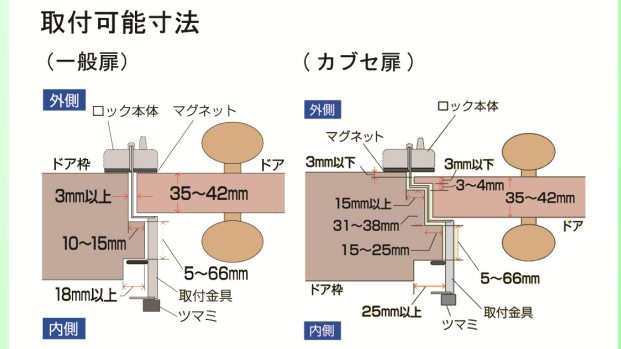 取付可能寸法
（一般扉）
外側
ロック本体
マグネット
ドア枠
ドア
3mm以上
35～42mm
10～15mm
5～66mm
18mm以上
取付金具
ツマミ
内側
（カブセ扉）
外側
ロック本体
マグネット
3mm以下
3mm以下
3～4mm
15mm以上
35～42mm
31～38mm
ドア
15～25mm
5～66mm
ドア枠
25mm以上
取付金具
ツマミ
内側